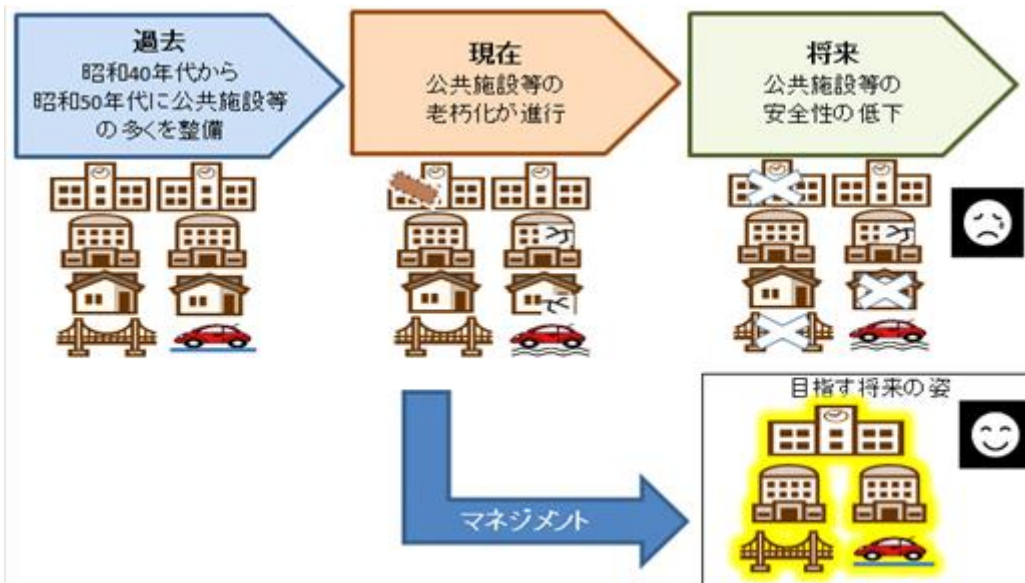 過去
昭和40年代から
昭和50年代に公共施設等
の多くを整備
現在
公共施設等の
老朽化が進行
将来
公共施設等の
安全性の低下
目指す将来の姿
マネジメント